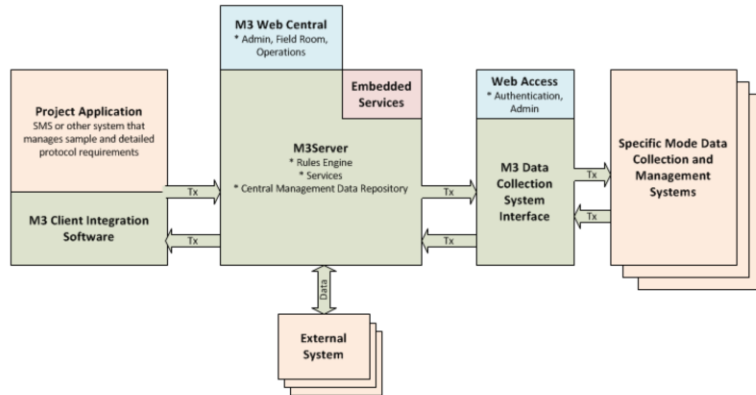 M3 Web Central
* Admin, Field Room,
Operations
Project Application
SMS or other system that
manages sample and detailed
protocol requirements
M3 Client Integration
Software
Tx
Tx
Embedded
Services
M3Server
* Rules Engine
* Services
* Central Management Data Repository
Tx
Tx
Web Access
* Authentication,
Admin
M3 Data
Collection
System
Interface
Tx
Tx
Specific Mode Data
Collection and
Management
Systems
Data
External
System